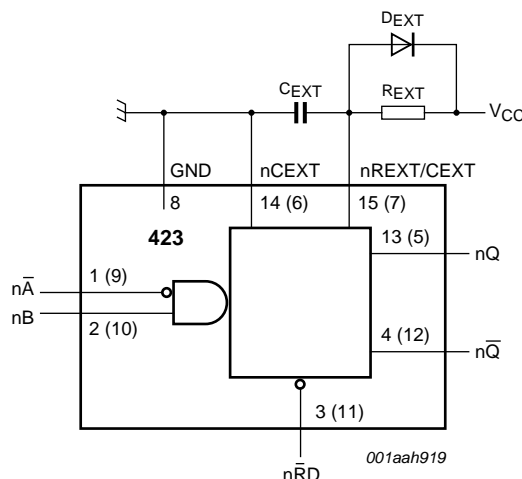 DEXT
CEXT
REXT
VCC
GND
nCEXT
nREXT/CEXT
8
14 (6)
15 (7)
423
13 (5)
nQ
1 (9)
nA̅
nB
2 (10)
4 (12)
nQ̅
3 (11)
001aah919
nR̅D